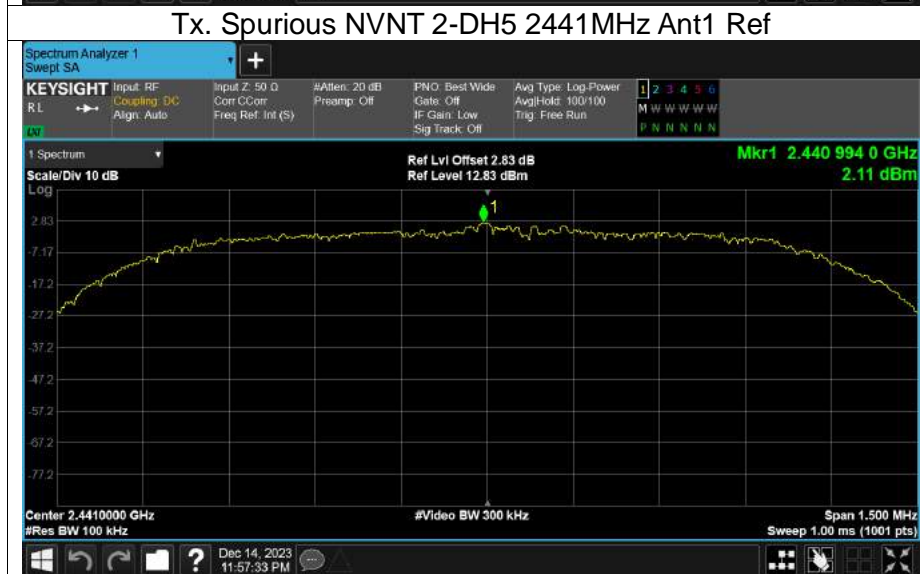 Tx. Spurious NVNT 2-DH5 2441MHz Ant1 Ref
Spectrum Analyzer 1
Swept SA
+
KEYSIGHT
RL
EXT
Input: RF
Coupling: DC
Align: Auto
Input Z: 50 Ω
Corr CCorr
Freq Ref: Int (S)
#Atten: 20 dB
Preamp: Off
PNO: Best Wide
Gate: Off
IF Gain: Low
Sig Track: Off
Avg Type: Log-Power
Avg|Hold: 100/100
Trig: Free Run
1 2 3 4 5 6
M W W W W W
P N N N N N
1 Spectrum
Scale/Div 10 dB
Log
Ref Lvl Offset 2.83 dB
Ref Level 12.83 dBm
Mkr1 2.440 994 0 GHz
2.11 dBm
1
2.83
-7.17
-17.2
-27.2
-37.2
-47.2
-57.2
-67.2
-77.2
Center 2.4410000 GHz
#Res BW 100 kHz
#Video BW 300 kHz
Span 1.500 MHz
Sweep 1.00 ms (1001 pts)
?
Dec 14, 2023
11:57:33 PM